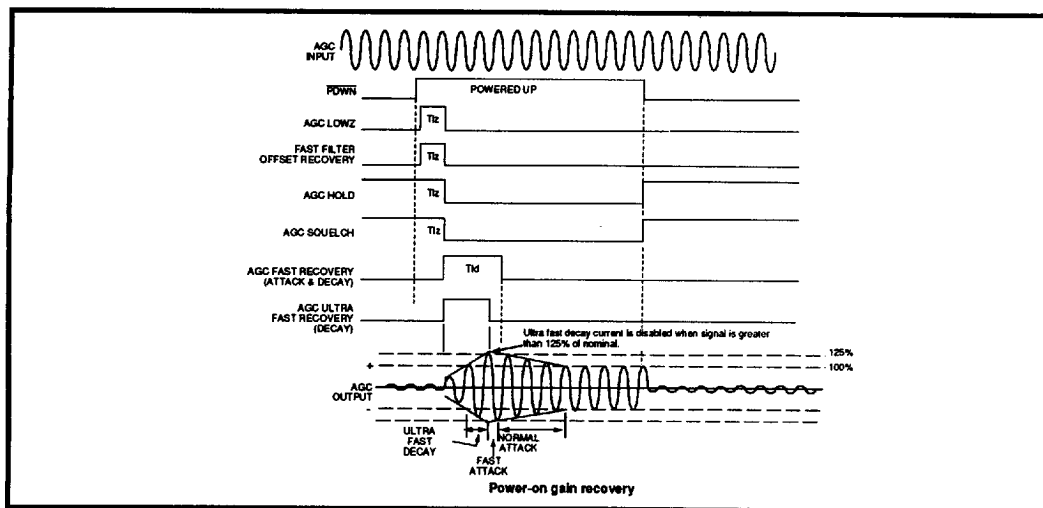 AGC
INPUT
PDWN
POWERED UP
AGC LOWZ
Tlz
FAST FILTER
OFFSET RECOVERY
Tlz
AGC HOLD
Tlz
AGC SQUELCH
Tlz
AGC FAST RECOVERY
(ATTACK & DECAY)
Tfd
AGC ULTRA
FAST RECOVERY
(DECAY)
Ultra fast decay current is disabled when signal is greater
than 125% of nominal.
125%
+
100%
AGC
OUTPUT
-
ULTRA
FAST
DECAY
NORMAL
ATTACK
FAST
ATTACK
Power-on gain recovery